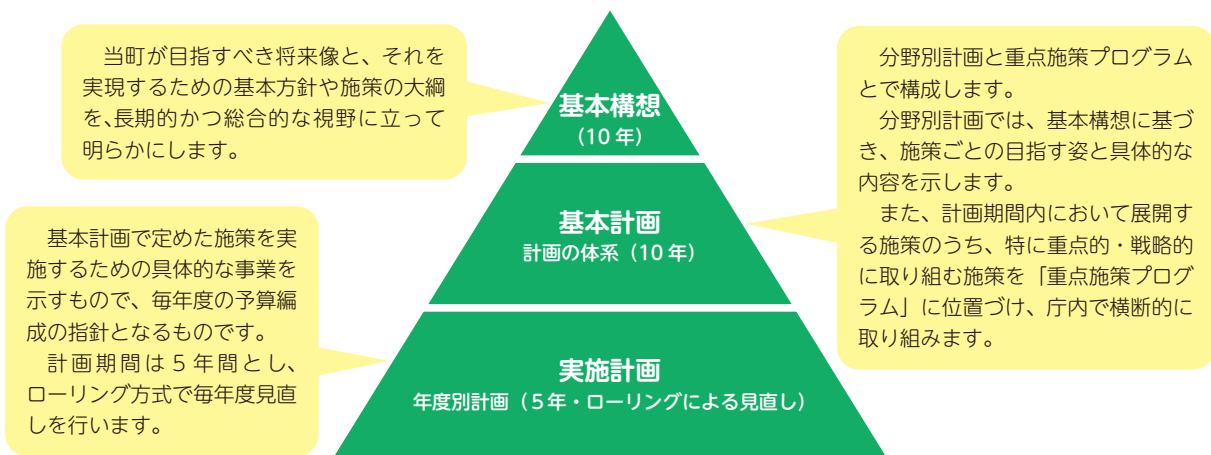 当町が目指すべき将来像と、それを
実現するための基本方針や施策の大綱
を、長期的かつ総合的な視野に立って
明らかにします。
基本構想
（10 年）
分野別計画と重点施策プログラム
とで構成します。
分野別計画では、基本構想に基づ
き、施策ごとの目指す姿と具体的な
内容を示します。
また、計画期間内において展開す
る施策のうち、特に重点的・戦略的
に取り組む施策を「重点施策プログ
ラム」に位置づけ、庁内で横断的に
取り組みます。
基本計画
計画の体系（10 年）
基本計画で定めた施策を実
施するための具体的な事業を
示すもので、毎年度の予算編
成の指針となるものです。
計画期間は５年間とし、
ローリング方式で毎年度見直
しを行います。
実施計画
年度別計画（５年・ローリングによる見直し）